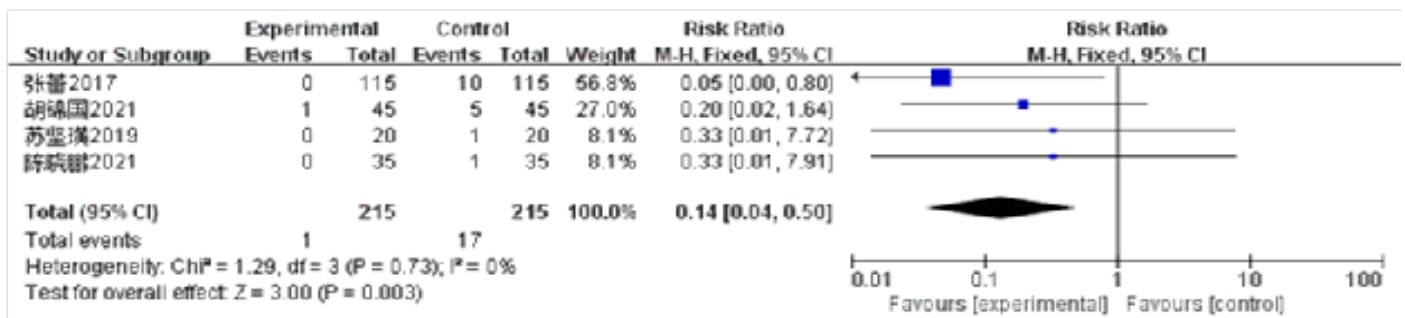 Experimental Control Risk Ratio Risk Ratio
Study or Subgroup Events Total Events Total Weight M-H, Fixed, 95% CI M-H, Fixed, 95% CI
张蕾2017 0 115 10 115 56.8% 0.05 [0.00, 0.80]
胡锦国2021 1 45 5 45 27.0% 0.20 [0.02, 1.64]
苏坚璜2019 0 20 1 20 8.1% 0.33 [0.01, 7.72]
陈晓鹏2021 0 35 1 35 8.1% 0.33 [0.01, 7.91]
Total (95% CI) 215 215 100.0% 0.14 [0.04, 0.50]
Total events 1 17
Heterogeneity: Chi² = 1.29, df = 3 (P = 0.73); I² = 0%
Test for overall effect: Z = 3.00 (P = 0.003)
0.01 0.1 1 10 100
Favours [experimental] Favours [control]